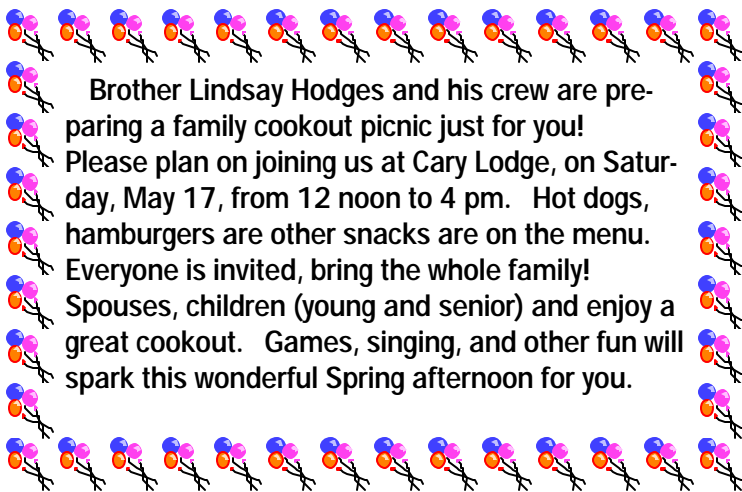 Brother Lindsay Hodges and his crew are pre-
paring a family cookout picnic just for you!
Please plan on joining us at Cary Lodge, on Satur-
day, May 17, from 12 noon to 4 pm.   Hot dogs,
hamburgers are other snacks are on the menu.
Everyone is invited, bring the whole family!
Spouses, children (young and senior) and enjoy a
great cookout.   Games, singing, and other fun will
spark this wonderful Spring afternoon for you.